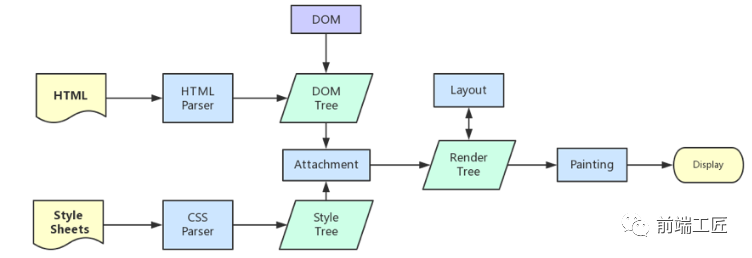 DOM
HTML
HTML
Parser
DOM
Tree
Layout
Attachment
Render
Tree
Painting
Display
Style
Sheets
CSS
Parser
Style
Tree
前端工匠